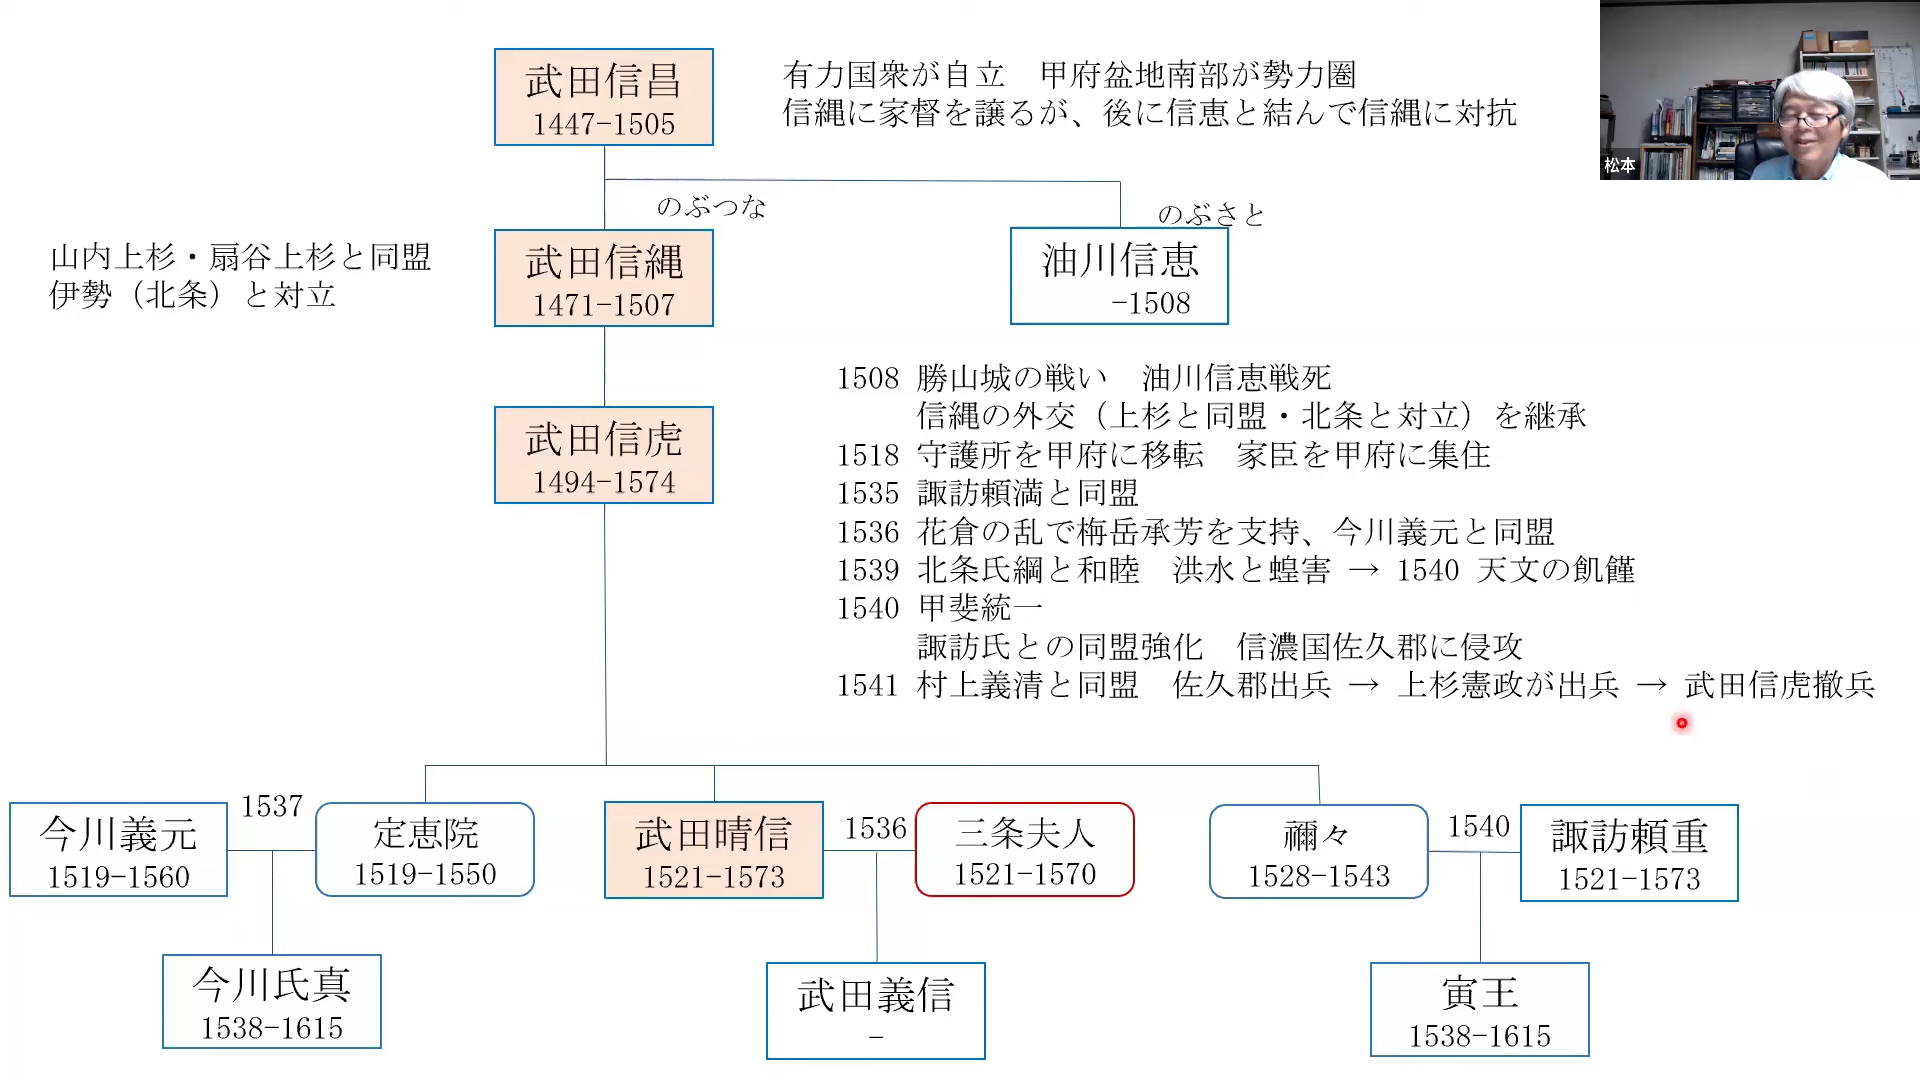 武田信昌
1447-1505
有力国衆が自立　甲府盆地南部が勢力圏
信縄に家督を譲るが、後に信恵と結んで信縄に対抗
松本
のぶつな
のぶさと
山内上杉・扇谷上杉と同盟
伊勢（北条）と対立
武田信縄
1471-1507
油川信恵
-1508
武田信虎
1494-1574
1508 勝山城の戦い　油川信恵戦死
信縄の外交（上杉と同盟・北条と対立）を継承
1518 守護所を甲府に移転　家臣を甲府に集住
1535 諏訪頼満と同盟
1536 花倉の乱で栴岳承芳を支持、今川義元と同盟
1539 北条氏綱と和睦　洪水と蝗害 → 1540 天文の飢饉
1540 甲斐統一
諏訪氏との同盟強化　信濃国佐久郡に侵攻
1541 村上義清と同盟　佐久郡出兵 → 上杉憲政が出兵 → 武田信虎撤兵
今川義元
1519-1560
1537
定恵院
1519-1550
武田晴信
1521-1573
1536
三条夫人
1521-1570
禰々
1528-1543
1540
諏訪頼重
1521-1573
今川氏真
1538-1615
武田義信
-
寅王
1538-1615